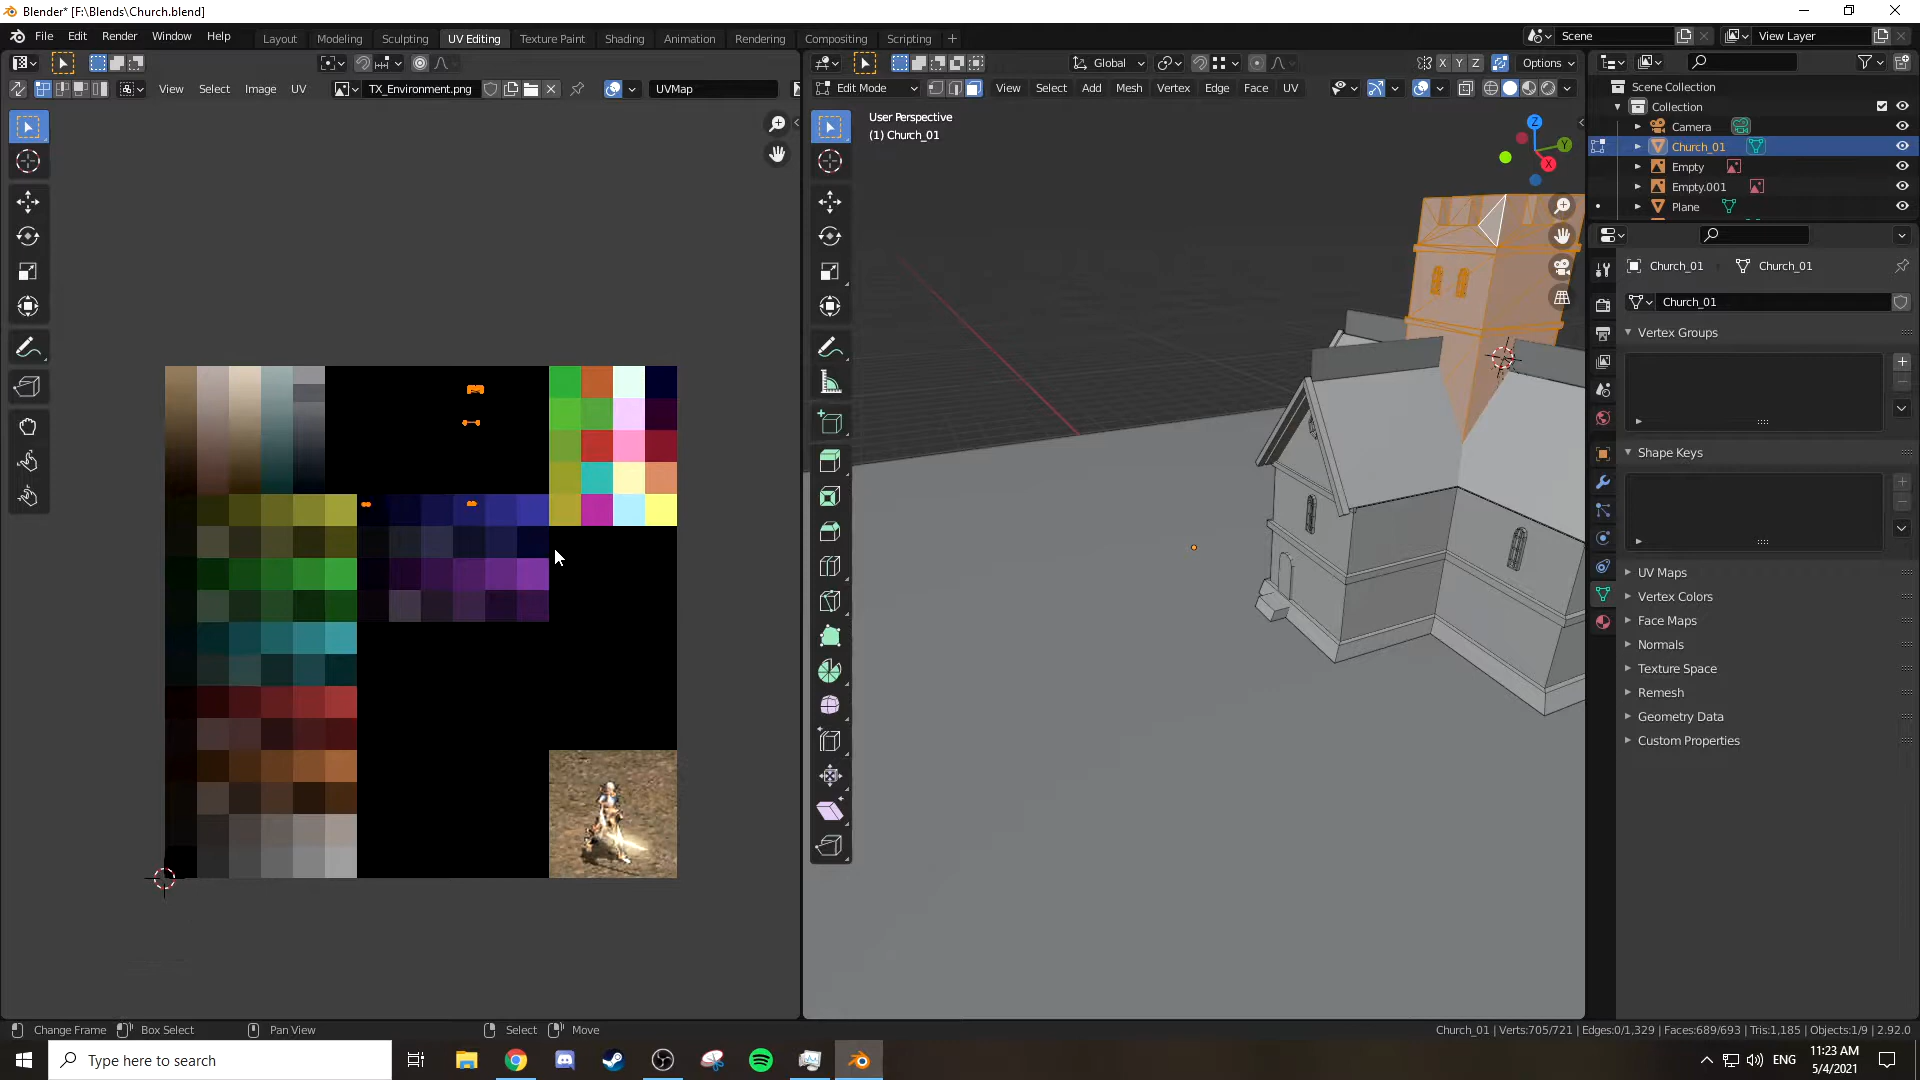 Blender* [F:\Blends\Church.blend]
File Edit Render Window Help
Layout Modeling Sculpting UV Editing Texture Paint Shading Animation Rendering Compositing Scripting
Scene
View Layer
View Select Image UV
TX_Environment.png
UVMap
Global
X Y Z
Options
Edit Mode
View Select Add Mesh Vertex Edge Face UV
User Perspective
(1) Church_01
Z
Y
X
Scene Collection
Collection
Camera
Church_01
Empty
Empty.001
Plane
Church_01
Church_01
Church_01
Vertex Groups
Shape Keys
UV Maps
Vertex Colors
Face Maps
Normals
Texture Space
Remesh
Geometry Data
Custom Properties
Change Frame Box Select Pan View Select Move
Church_01 | Verts:705/721 | Edges:0/1,329 | Faces:689/693 | Tris:1,185 | Objects:1/9 | 2.92.0
Type here to search
ENG
11:23 AM
5/4/2021